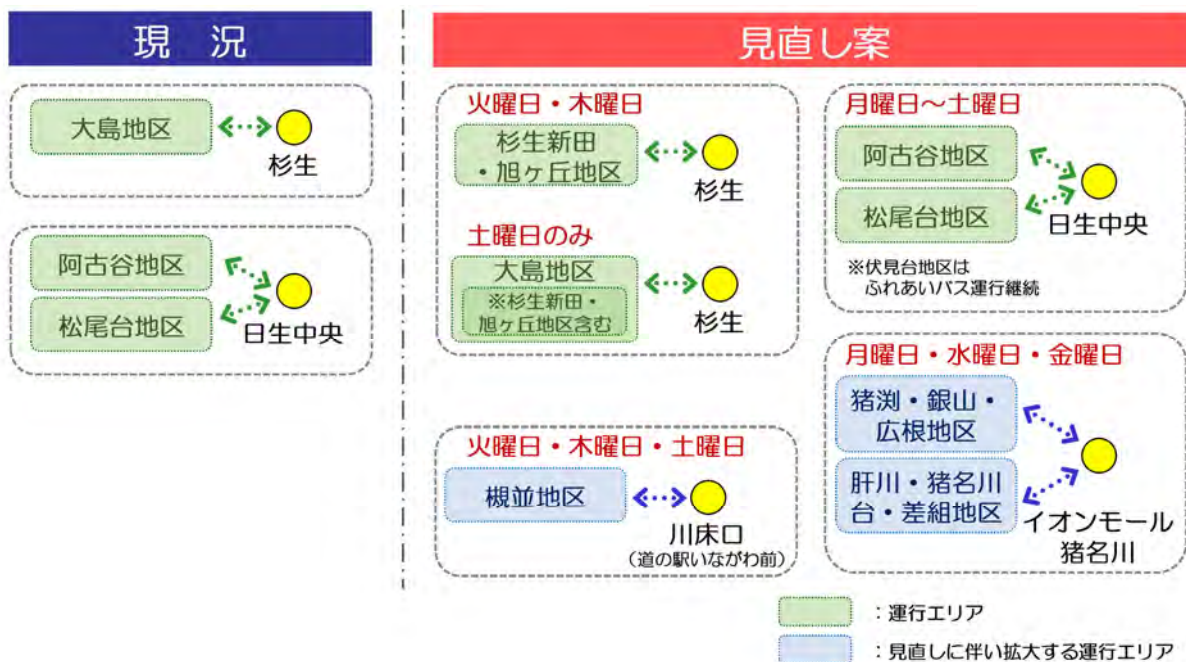 現 況
大島地区
杉生
阿古谷地区
松尾台地区
日生中央
見直し案
火曜日・木曜日
杉生新田
・旭ヶ丘地区
杉生
土曜日のみ
大島地区
※杉生新田・
旭ヶ丘地区含む
杉生
月曜日～土曜日
阿古谷地区
松尾台地区
日生中央
※伏見台地区は
ふれあいバス運行継続
火曜日・木曜日・土曜日
槻並地区
川床口
（道の駅いながわ前）
月曜日・水曜日・金曜日
猪渕・銀山・
広根地区
肝川・猪名川
台・差組地区
イオンモール
猪名川
：運行エリア
：見直しに伴い拡大する運行エリア